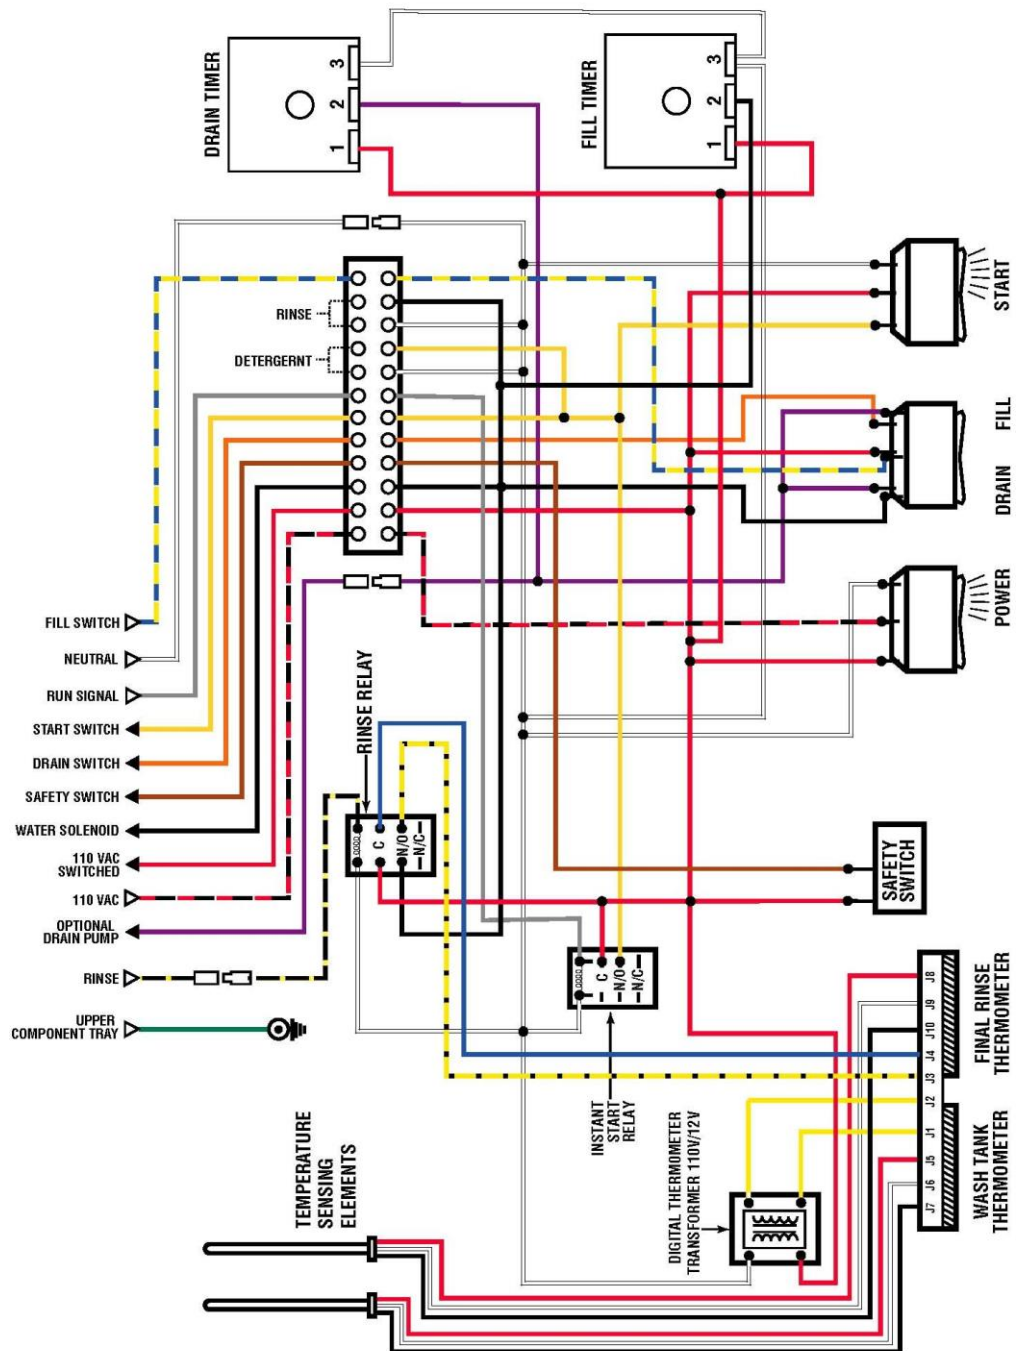 DRAIN TIMER
1
2
3
FILL TIMER
1
2
3
RINSE
DETERGERNT
START
FILL
DRAIN
POWER
FILL SWITCH
NEUTRAL
RUN SIGNAL
START SWITCH
DRAIN SWITCH
SAFETY SWITCH
WATER SOLENOID
110 VAC
SWITCHED
110 VAC
OPTIONAL
DRAIN PUMP
RINSE
UPPER
COMPONENT TRAY
RINSE RELAY
C
N/O
N/C
SAFETY
SWITCH
C
N/O
N/C
INSTANT
START
RELAY
TEMPERATURE
SENSING
ELEMENTS
DIGITAL THERMOMETER
TRANSFORMER 110V/12V
J7
J6
J5
J1
J2
J3
J4
J10
J9
J8
WASH TANK
THERMOMETER
FINAL RINSE
THERMOMETER